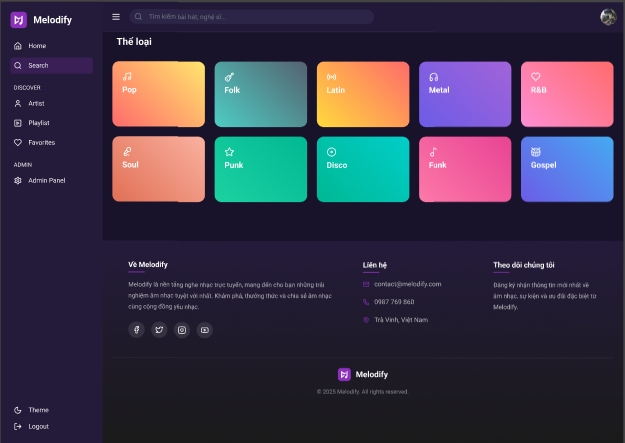 Melodify
Home
Search
DISCOVER
Artist
Playlist
Favorites
ADMIN
Admin Panel
Theme
Logout
Tìm kiếm bài hát, nghệ sĩ...
Thể loại
Pop
Folk
Latin
Metal
R&B
Soul
Punk
Disco
Funk
Gospel
Về Melodify
Melodify là nền tảng nghe nhạc trực tuyến, mang đến cho bạn những trải
nghiệm âm nhạc tuyệt vời nhất. Khám phá, thưởng thức và chia sẻ âm nhạc
cùng cộng đồng yêu nhạc.
Liên hệ
contact@melodify.com
0987 769 860
Trà Vinh, Việt Nam
Theo dõi chúng tôi
Đăng ký nhận thông tin mới nhất về
âm nhạc, sự kiện và ưu đãi đặc biệt từ
Melodify.
Melodify
© 2025 Melodify. All rights reserved.